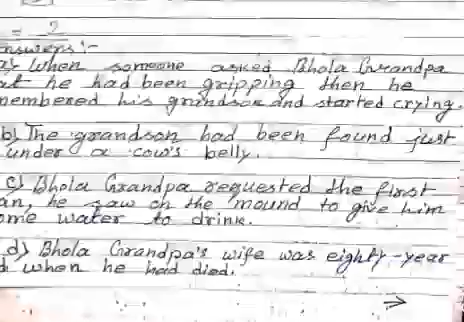 = 2
nswers :-
a) When someone asked Bhola Grandpa
at he had been gripping then he
membered his grandson and started crying.
b) The grandson had been found just
under a cow's belly.
c) Bhola Grandpa requested the first
an, he saw on the mound to give him
ome water to drink.
d) Bhola Grandpa's wife was eighty-year
d when he had died.
→